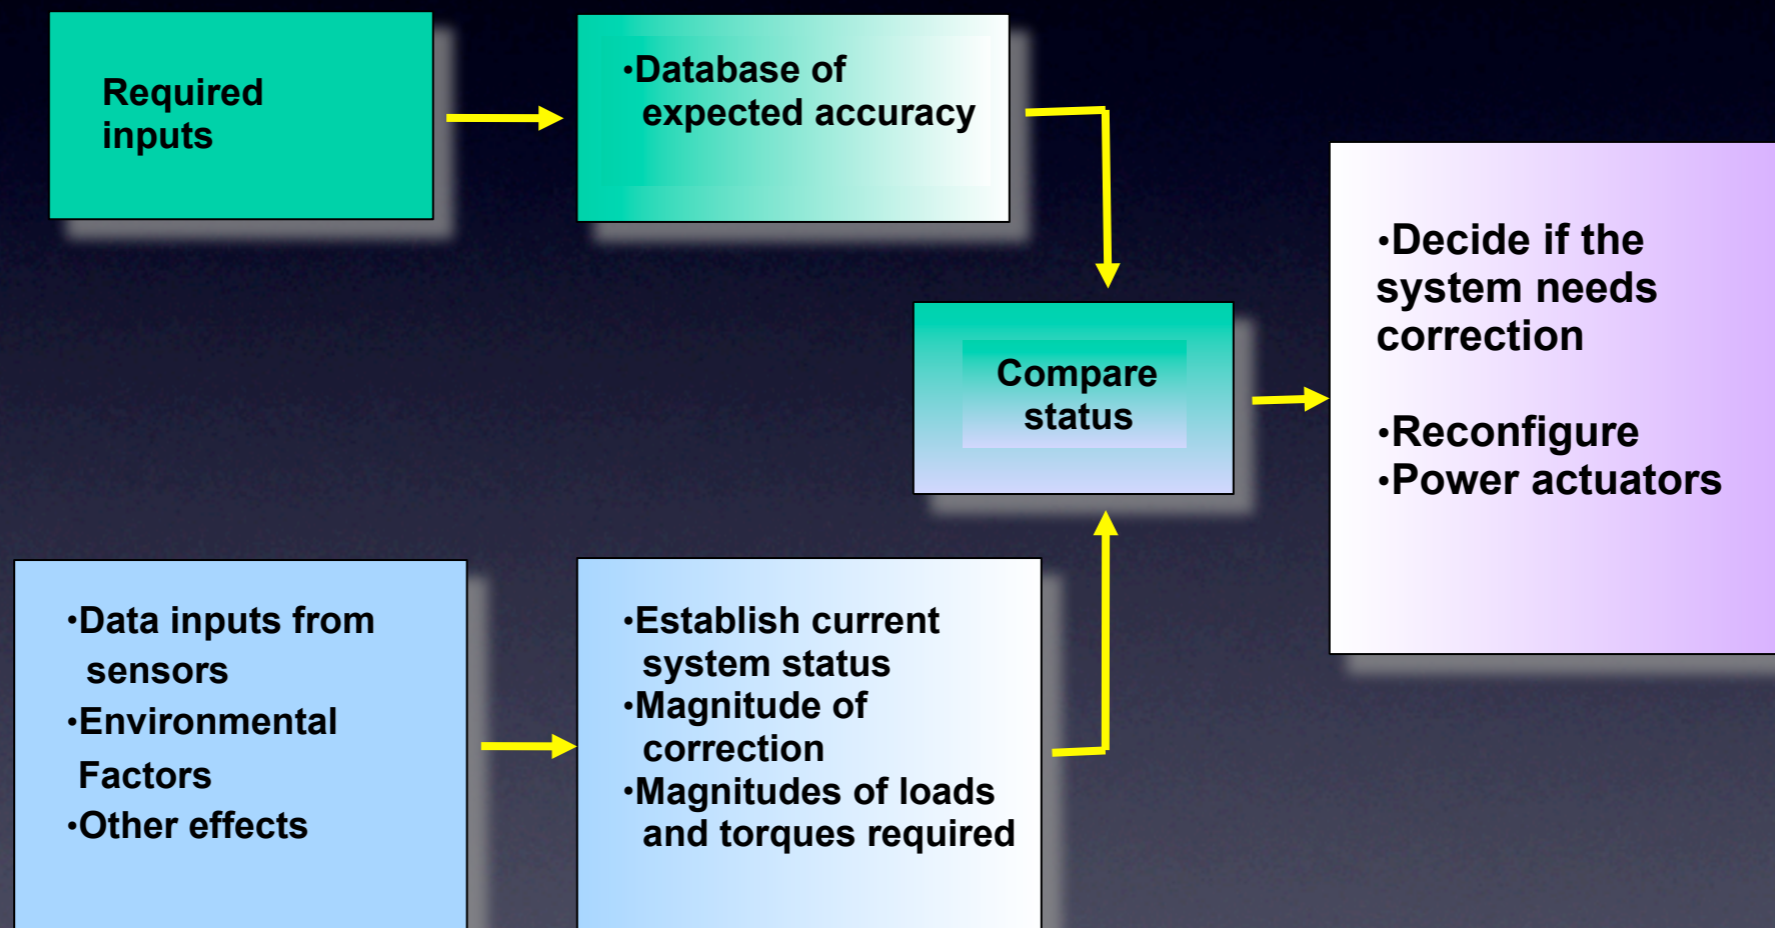 Required
inputs
•Database of
expected accuracy
Compare
status
•Decide if the
system needs
correction
•Reconfigure
•Power actuators
•Data inputs from
sensors
•Environmental
Factors
•Other effects
•Establish current
system status
•Magnitude of
correction
•Magnitudes of loads
and torques required